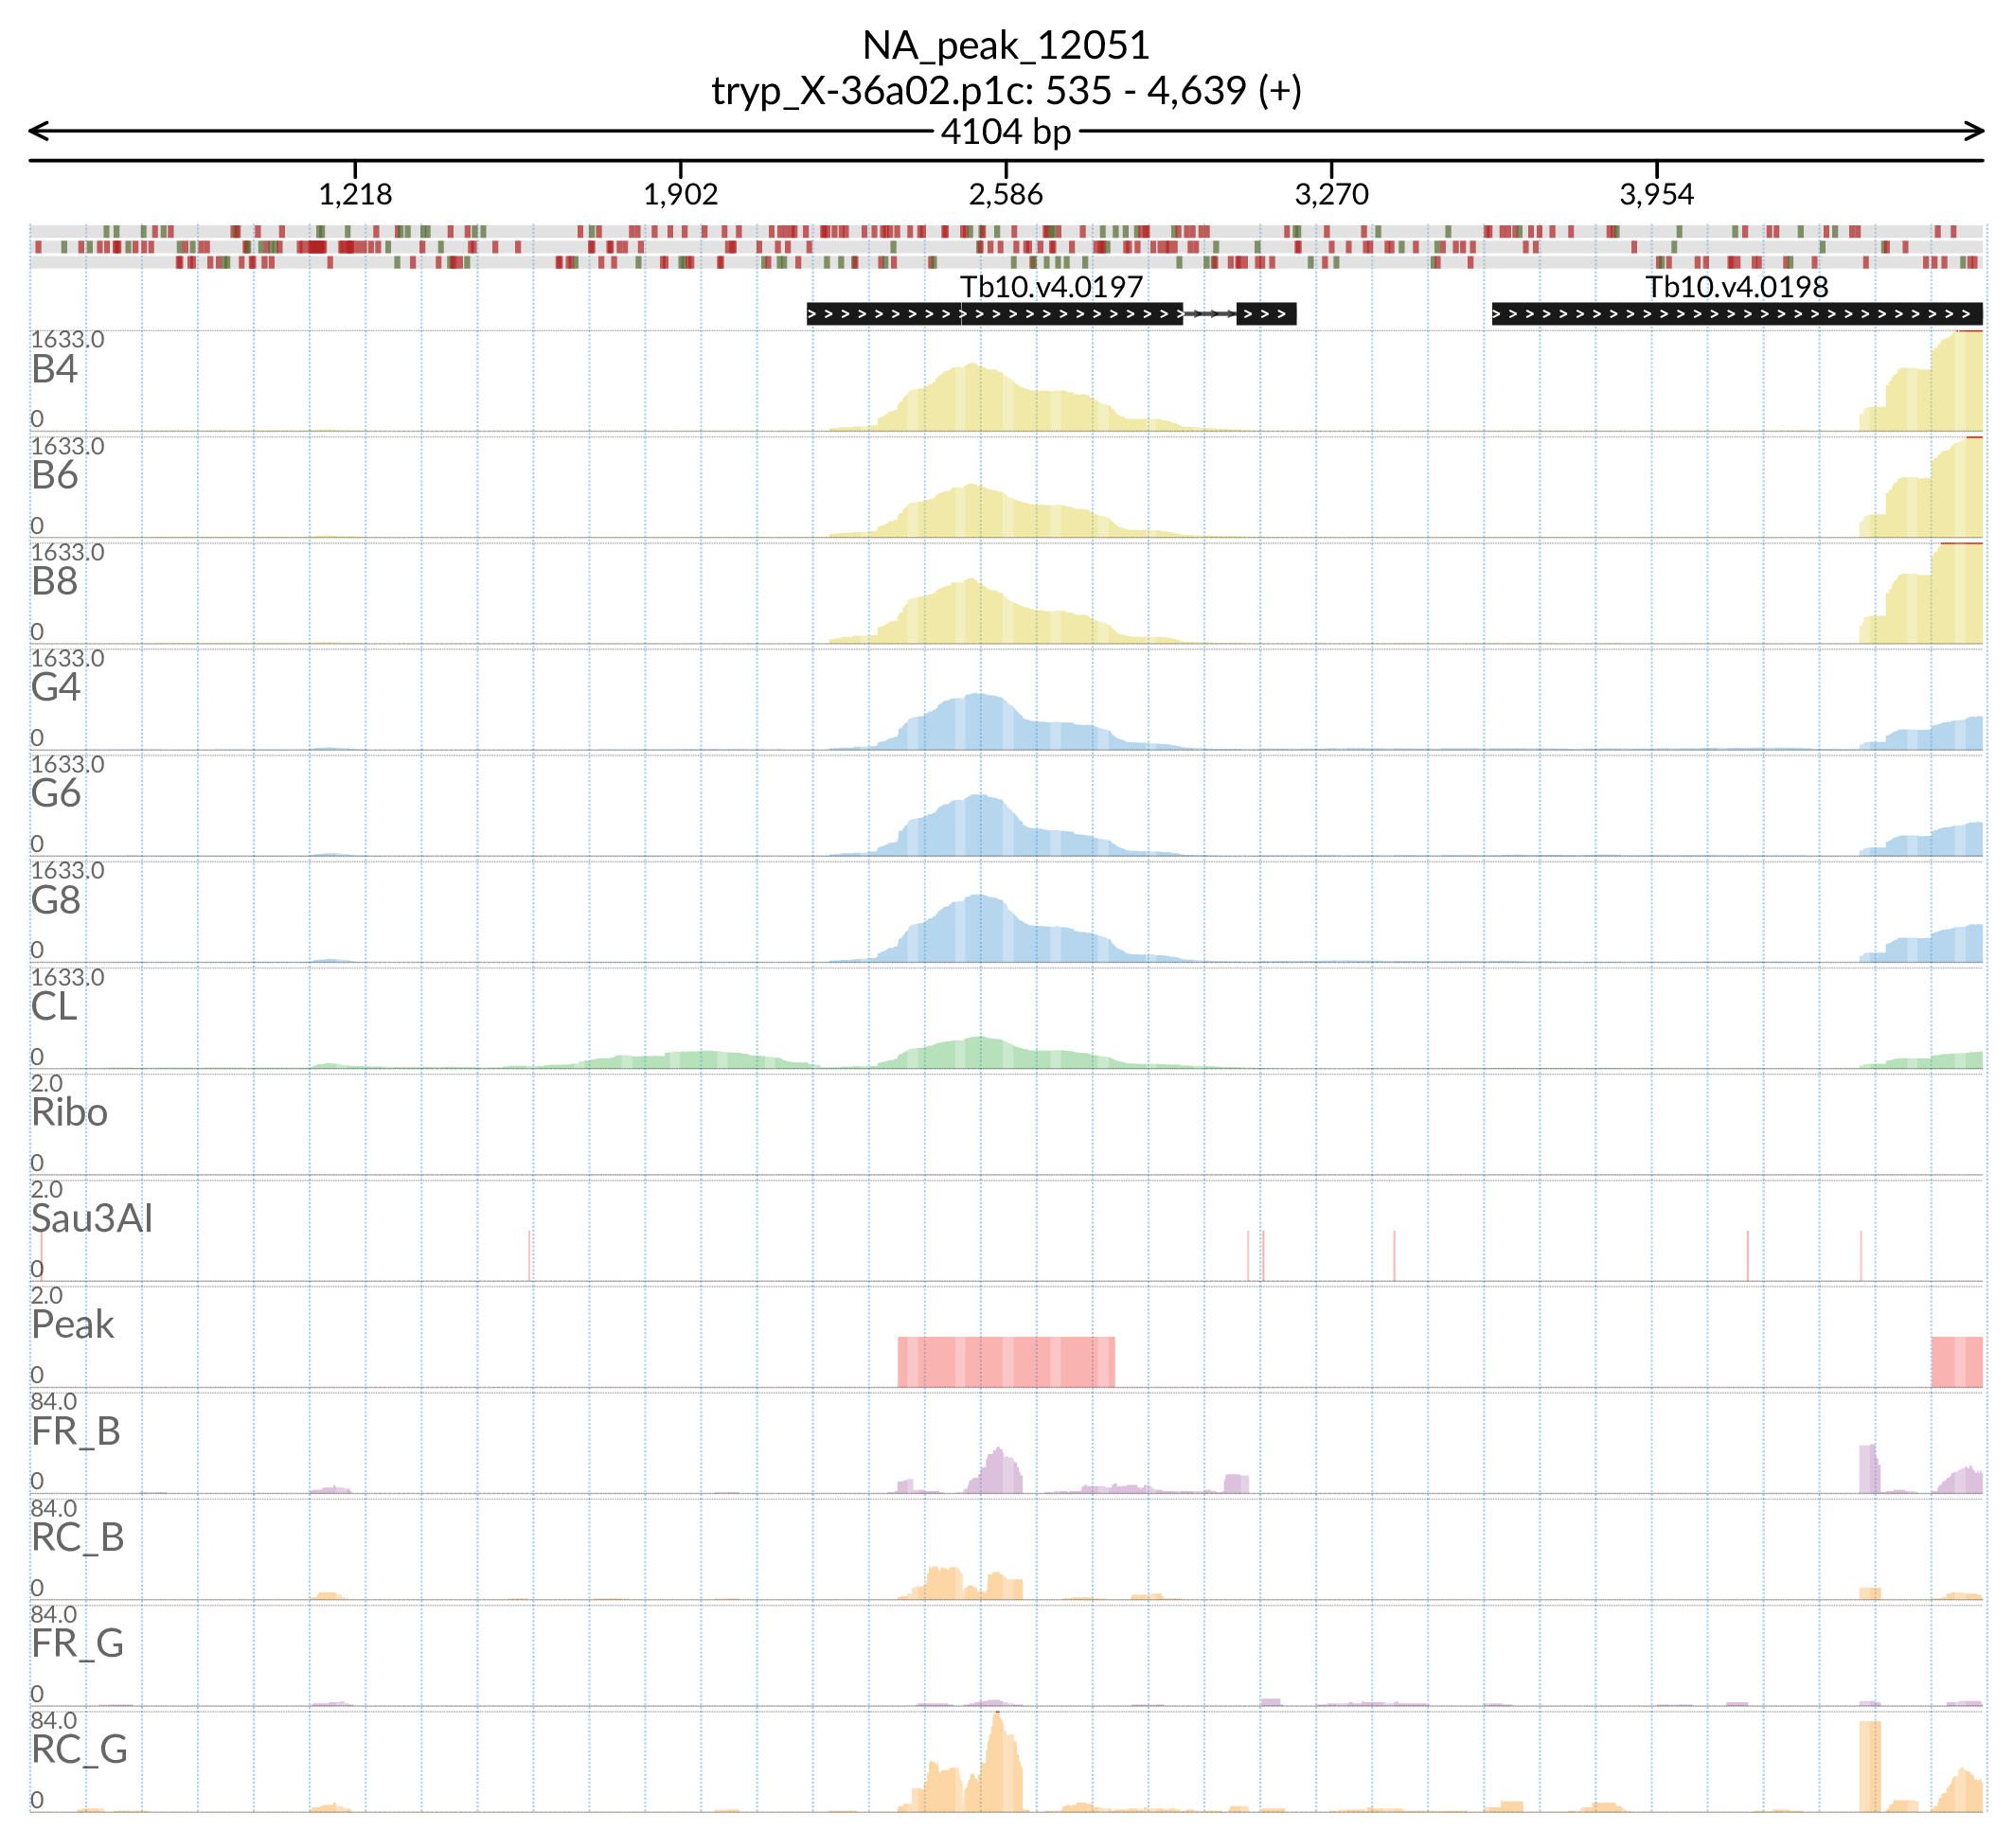 NA_peak_12051
tryp_X-36a02.p1c: 535 - 4,639 (+)
4104 bp
1,218 1,902 2,586 3,270 3,954
Tb10.v4.0197 Tb10.v4.0198
1633.0
B4
0
1633.0
B6
0
1633.0
B8
0
1633.0
G4
0
1633.0
G6
0
1633.0
G8
0
1633.0
CL
0
2.0
Ribo
0
2.0
Sau3AI
0
2.0
Peak
0
84.0
FR_B
0
84.0
RC_B
0
84.0
FR_G
0
84.0
RC_G
0